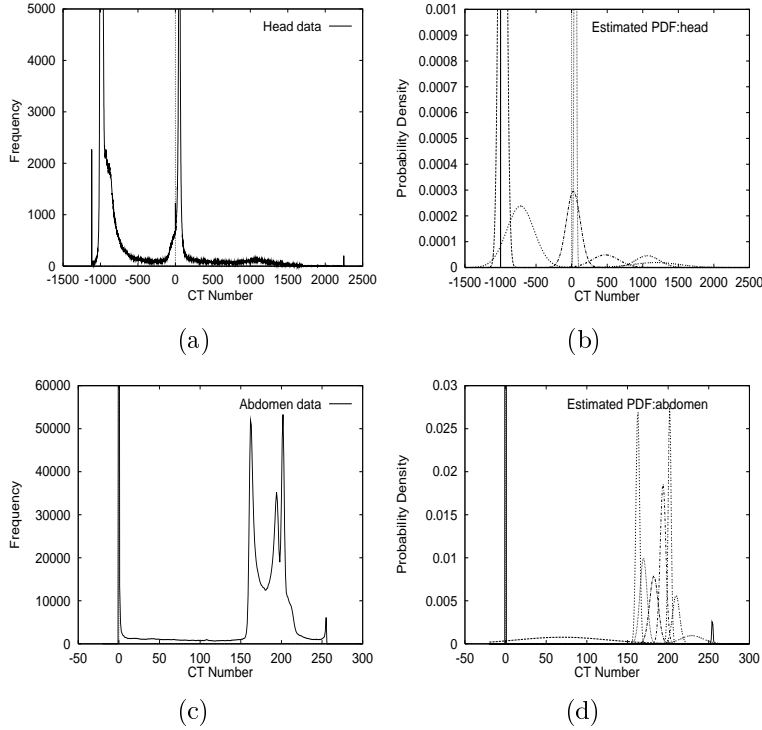 5000
4000
3000
2000
1000
0
-1500 -1000 -500 0 500 1000 1500 2000 2500
Frequency
CT Number
Head data
(a)
0.001
0.0009
0.0008
0.0007
0.0006
0.0005
0.0004
0.0003
0.0002
0.0001
0
-1500 -1000 -500 0 500 1000 1500 2000 2500
Probability Density
CT Number
Estimated PDF:head
(b)
60000
50000
40000
30000
20000
10000
0
-50 0 50 100 150 200 250 300
Frequency
CT Number
Abdomen data
(c)
0.03
0.025
0.02
0.015
0.01
0.005
0
-50 0 50 100 150 200 250 300
Probability Density
CT Number
Estimated PDF:abdomen
(d)